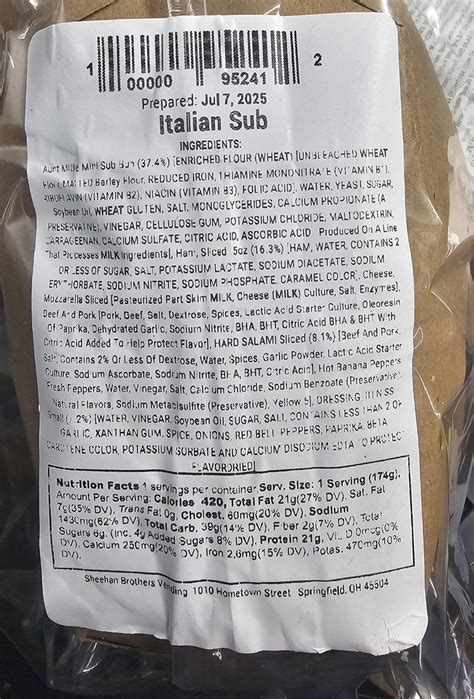 1 00000 95241 2
Prepared: Jul 7, 2025
Italian Sub
INGREDIENTS:
Aunt Millie Mini Sub Bun (37.4%) [ENRICHED FLOUR (WHEAT) [UNBLEACHED WHEAT
Flour, MALTED Barley Flour, REDUCED IRON, THIAMINE MONONITRATE (VITAMIN B1),
RIBOFLAVIN (VITAMIN B2), NIACIN (VITAMIN B3), FOLIC ACID], WATER, YEAST, SUGAR,
Soybean Oil, WHEAT GLUTEN, SALT, MONOGLYCERIDES, CALCIUM PROPIONATE (A
PRESERVATIVE), VINEGAR, CELLULOSE GUM, POTASSIUM CHLORIDE, MALTODEXTRIN,
CARRAGEENAN, CALCIUM SULFATE, CITRIC ACID, ASCORBIC ACID Produced On A Line
That Processes MILK Ingredients], Ham, Sliced .5oz (16.3%) [HAM, WATER, CONTAINS 2
OR LESS OF SUGAR, SALT, POTASSIUM LACTATE, SODIUM DIACETATE, SODIUM
ERYTHORBATE, SODIUM NITRITE, SODIUM PHOSPHATE, CARAMEL COLOR], Cheese,
Mozzarella Sliced [Pasteurized Part Skim MILK, Cheese (MILK) Culture, Salt, Enzymes],
Beef And Pork [Pork, Beef, Salt, Dextrose, Spices, Lactic Acid Starter Culture, Oleoresin
Of Paprika, Dehydrated Garlic, Sodium Nitrite, BHA, BHT, Citric Acid BHA & BHT With
Citric Acid Added To Help Protect Flavor], HARD SALAMI Sliced (8.1%) [Beef And Pork,
Salt, Contains 2% Or Less Of Dextrose, Water, Spices, Garlic Powder, Lactic Acid Starter
Culture, Sodium Ascorbate, Sodium Nitrite, BHA, BHT, Citric Acid], Hot Banana Peppers
Fresh Peppers, Water, Vinegar, Salt, Calcium Chloride, Sodium Benzoate (Preservative),
Natural Flavors, Sodium Metabisulfite (Preservative), Yellow 5], DRESSING,
Small [WATER, VINEGAR, Soybean Oil, SUGAR, SALT, CONTAINS LESS THAN 2 OF
GARLIC, XANTHAN GUM, SPICE, ONIONS, RED BELL PEPPERS, PAPRIKA, BETA
CAROTENE COLOR, POTASSIUM SORBATE AND CALCIUM DISODIUM EDTA TO PROTECT
FLAVORDRIED]
Nutrition Facts 1 servings per container Serv. Size: 1 Serving (174g),
Amount Per Serving: Calories 420, Total Fat 21g(27% DV), Sat. Fat
7g(35% DV), Trans Fat 0g, Cholest. 60mg(20% DV), Sodium
1430mg(62% DV), Total Carb. 39g(14% DV), Fiber 2g(7% DV), Total
Sugars 6g, (Inc. 4g Added Sugars 8% DV), Protein 21g, Vit. D 0mcg(0%
DV), Calcium 250mg(20% DV), Iron 2.6mg(15% DV), Potas. 470mg(10%
DV).
Sheehan Brothers Vending 1010 Hometown Street Springfield, OH 45504